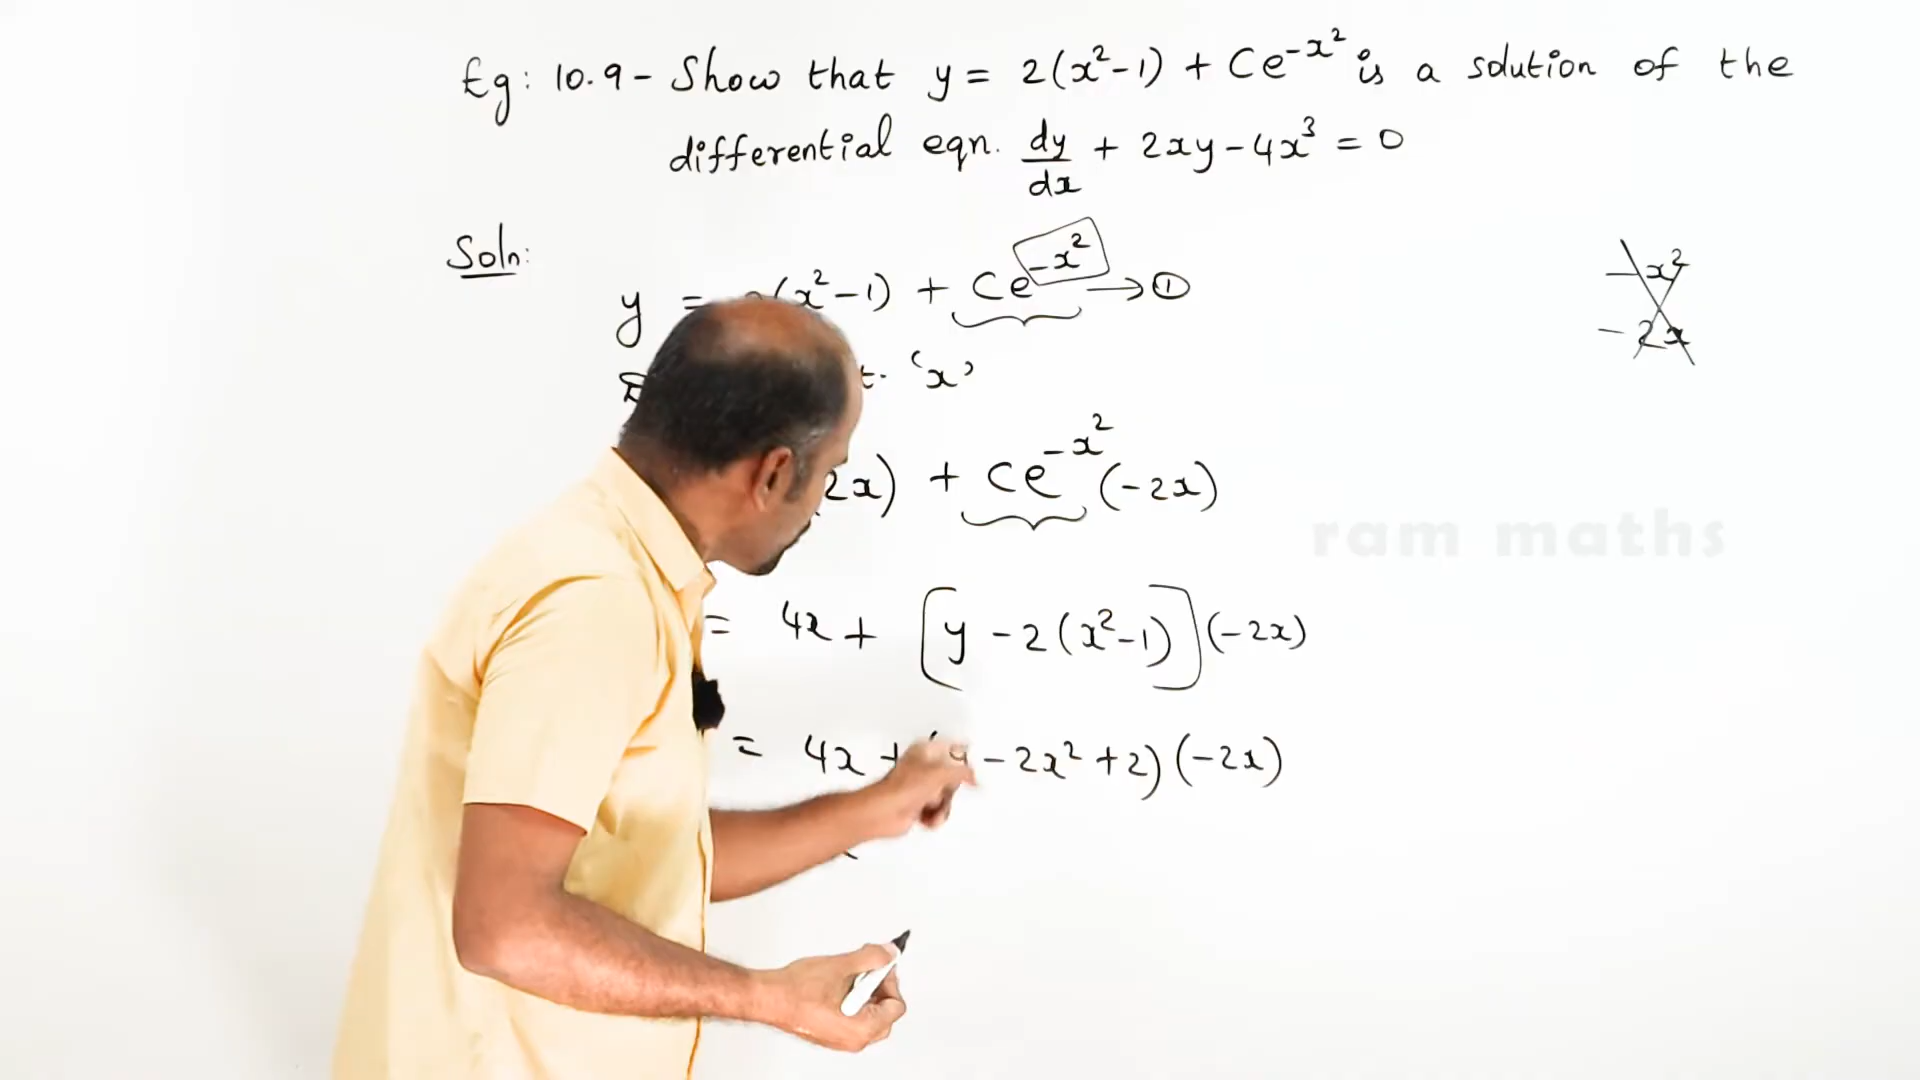 Eg: 10.9 - Show that y = 2(x²-1) + Ce^{-x²} is a solution of the
differential eqn. dy/dx + 2xy - 4x³ = 0
Soln:
y = (x²-1) + Ce^{-x²} → ①
-x²
-2x
'x'
2x) + Ce^{-x²} (-2x)
ram maths
= 4x + [y - 2(x²-1)] (-2x)
= 4x + (y - 2x² + 2) (-2x)